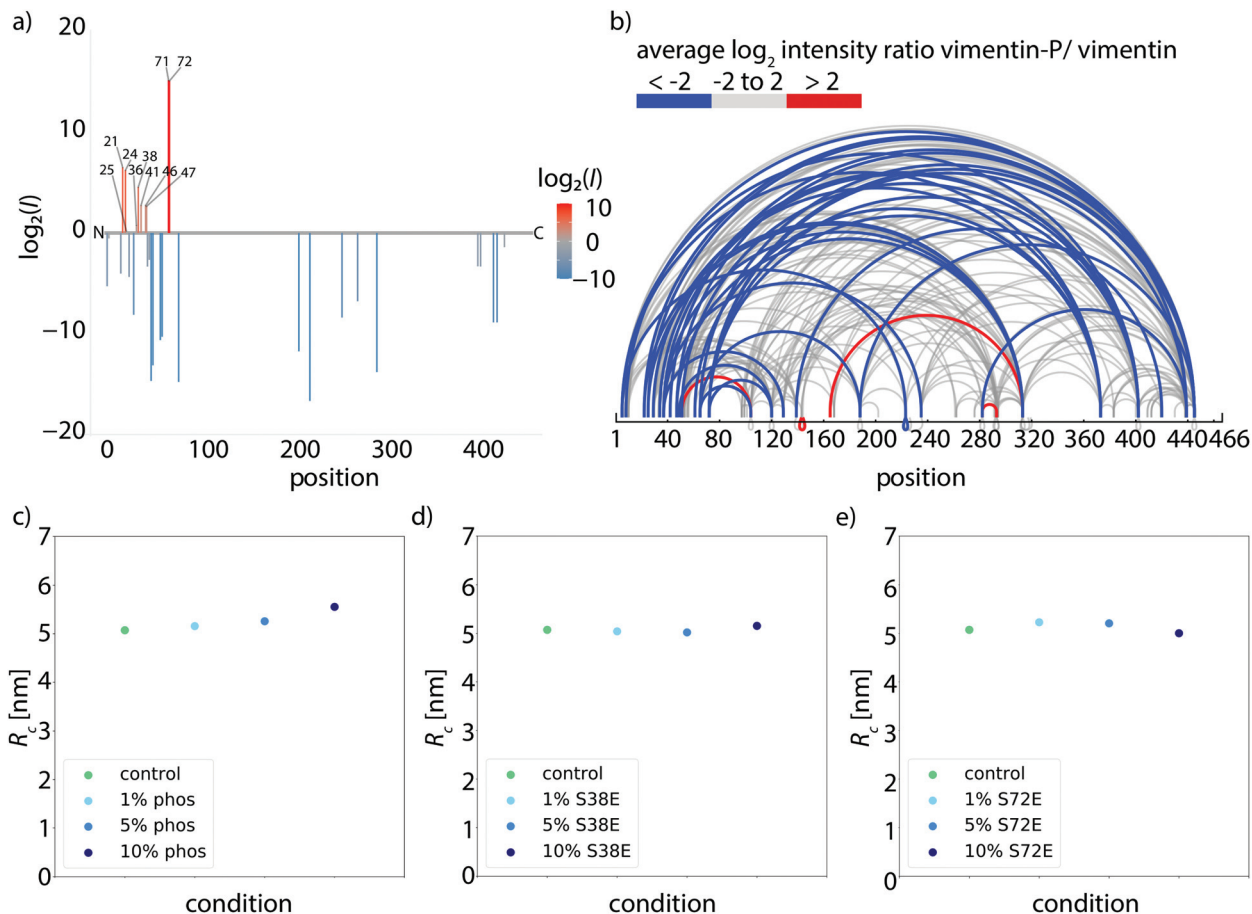 a)
20
10
0
−10
−20
log2(I)
71 72
21
24
25
36
38
41
46
47
N
C
0 100 200 300 400
position
log2(I)
10
0
−10
b)
average log2 intensity ratio vimentin-P/ vimentin
< -2 -2 to 2 > 2
1 40 80 120 160 200 240 280 320 360 400 440 466
position
c)
7
6
5
4
3
2
1
0
Rc [nm]
control
1% phos
5% phos
10% phos
condition
d)
7
6
5
4
3
2
1
0
Rc [nm]
control
1% S38E
5% S38E
10% S38E
condition
e)
7
6
5
4
3
2
1
0
Rc [nm]
control
1% S72E
5% S72E
10% S72E
condition